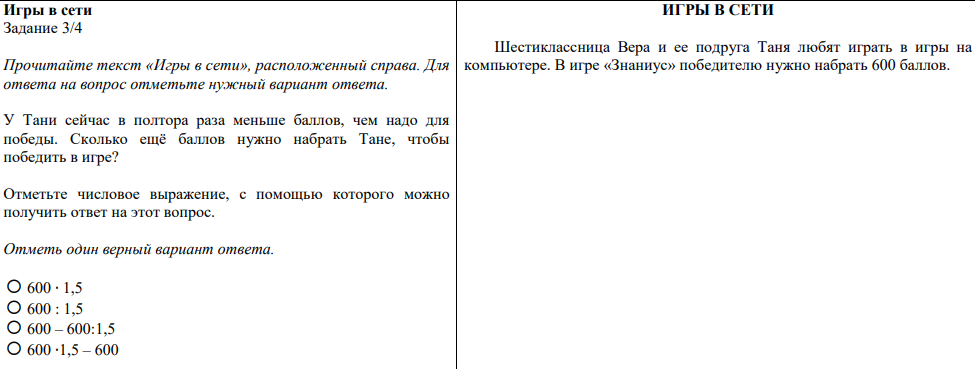 Игры в сети
Задание 3/4
Прочитайте текст «Игры в сети», расположенный справа. Для
ответа на вопрос отметьте нужный вариант ответа.
У Тани сейчас в полтора раза меньше баллов, чем надо для
победы. Сколько ещё баллов нужно набрать Тане, чтобы
победить в игре?
Отметьте числовое выражение, с помощью которого можно
получить ответ на этот вопрос.
Отметь один верный вариант ответа.
600 · 1,5
600 : 1,5
600 – 600:1,5
600 ·1,5 – 600
ИГРЫ В СЕТИ
Шестиклассница Вера и ее подруга Таня любят играть в игры на
компьютере. В игре «Знаниус» победителю нужно набрать 600 баллов.